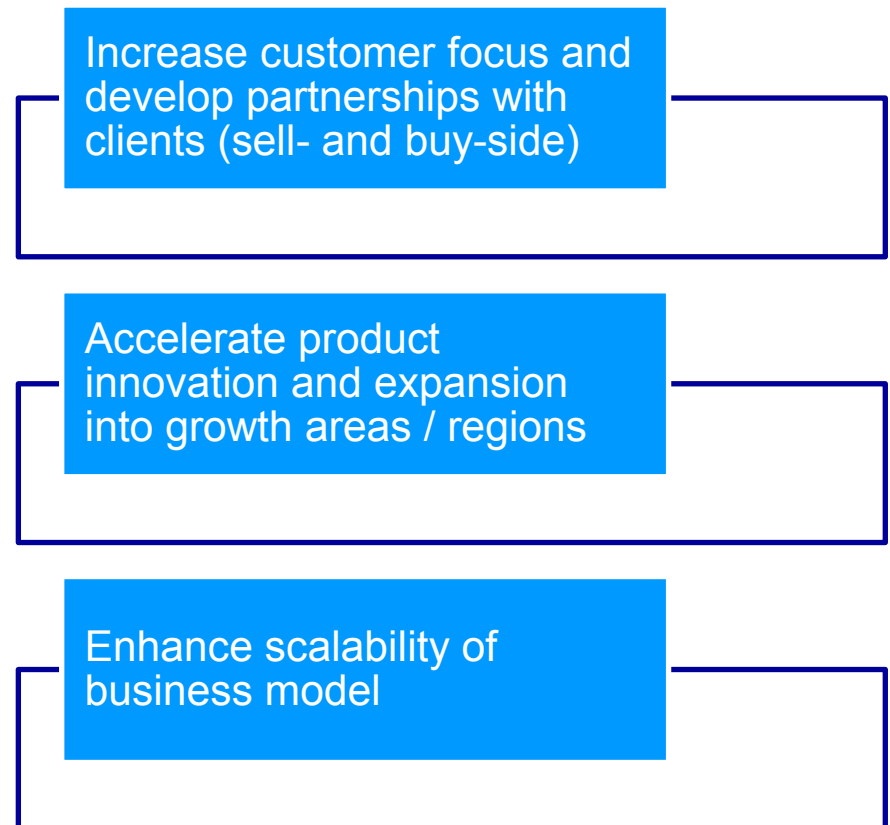 Increase customer focus and
develop partnerships with
clients (sell- and buy-side)
Accelerate product
innovation and expansion
into growth areas / regions
Enhance scalability of
business model